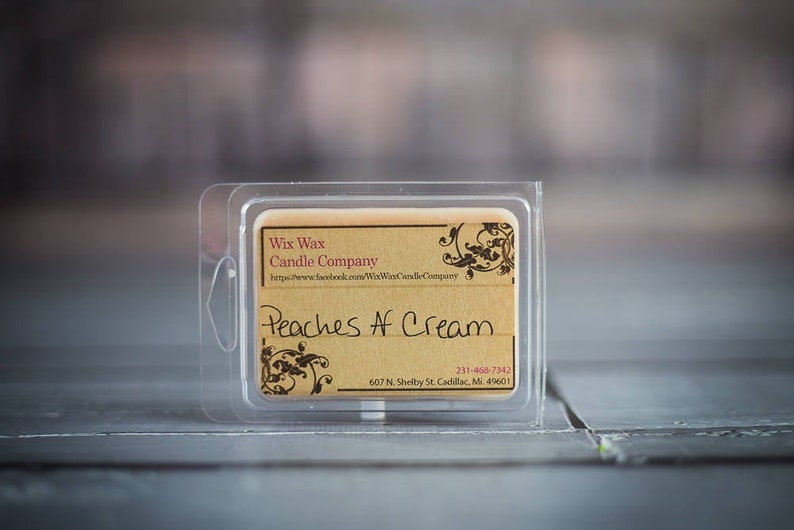 Wix Wax
Candle Company
https://www.facebook.com/WixWaxCandleCompany
Peaches N Cream
231-468-7342
607 N. Shelby St. Cadillac, Mi. 49601